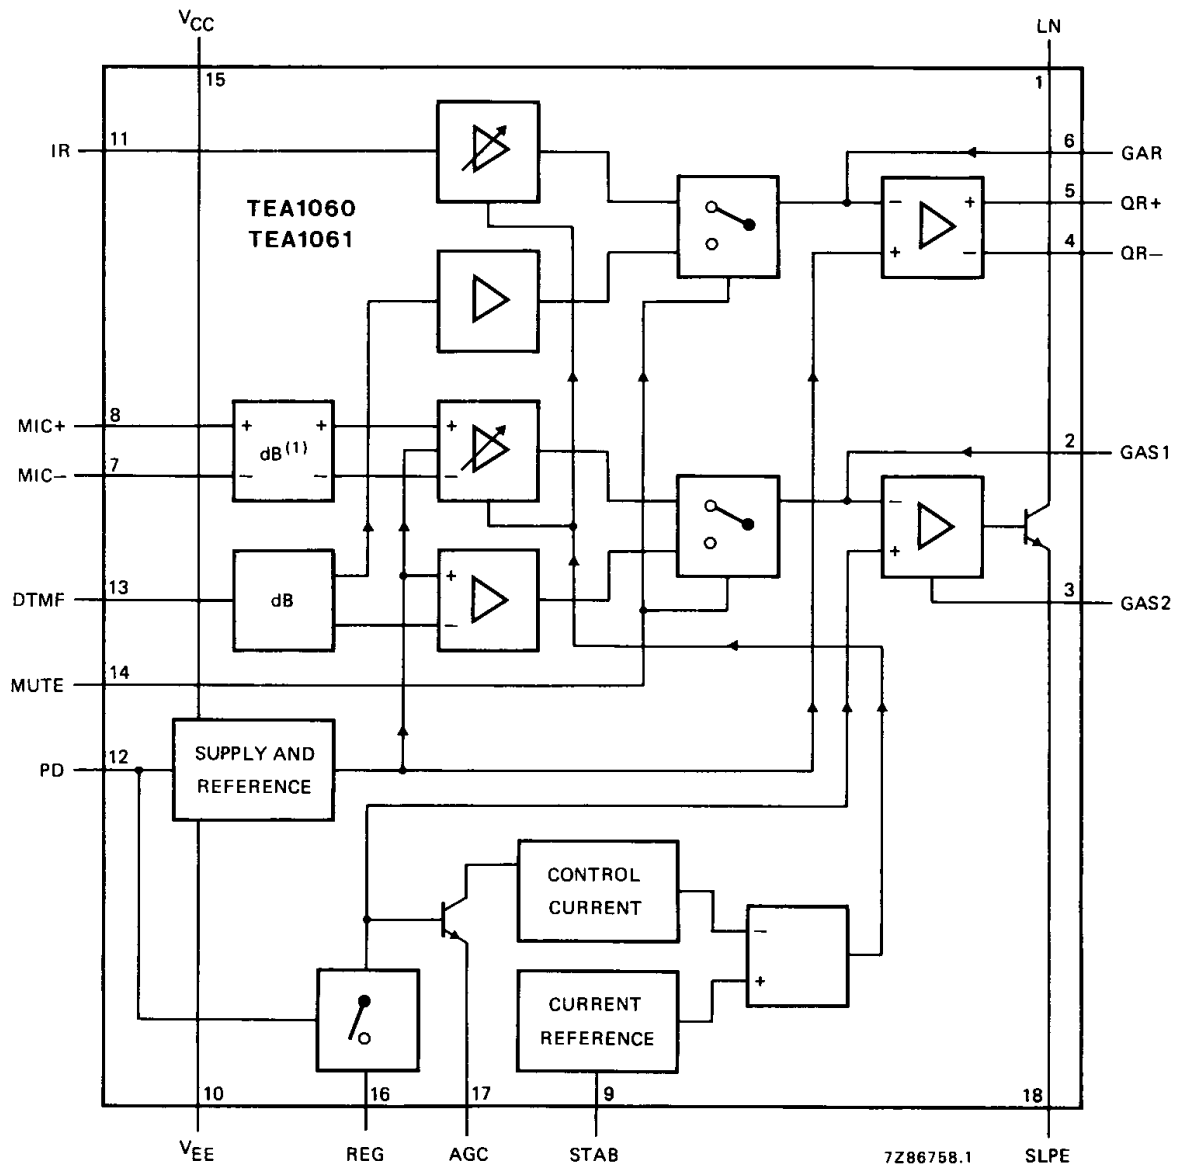 VCC
LN
15
1
IR
11
6
GAR
TEA1060
TEA1061
5
QR+
4
QR−
+
−
+
−
MIC+
8
MIC−
7
+
+
−
−
dB(1)
+
−
2
GAS1
−
+
DTMF
13
dB
+
−
3
GAS2
MUTE
14
PD
12
SUPPLY AND
REFERENCE
CONTROL
CURRENT
−
+
CURRENT
REFERENCE
10
16
17
9
18
VEE
REG
AGC
STAB
7Z86758.1
SLPE